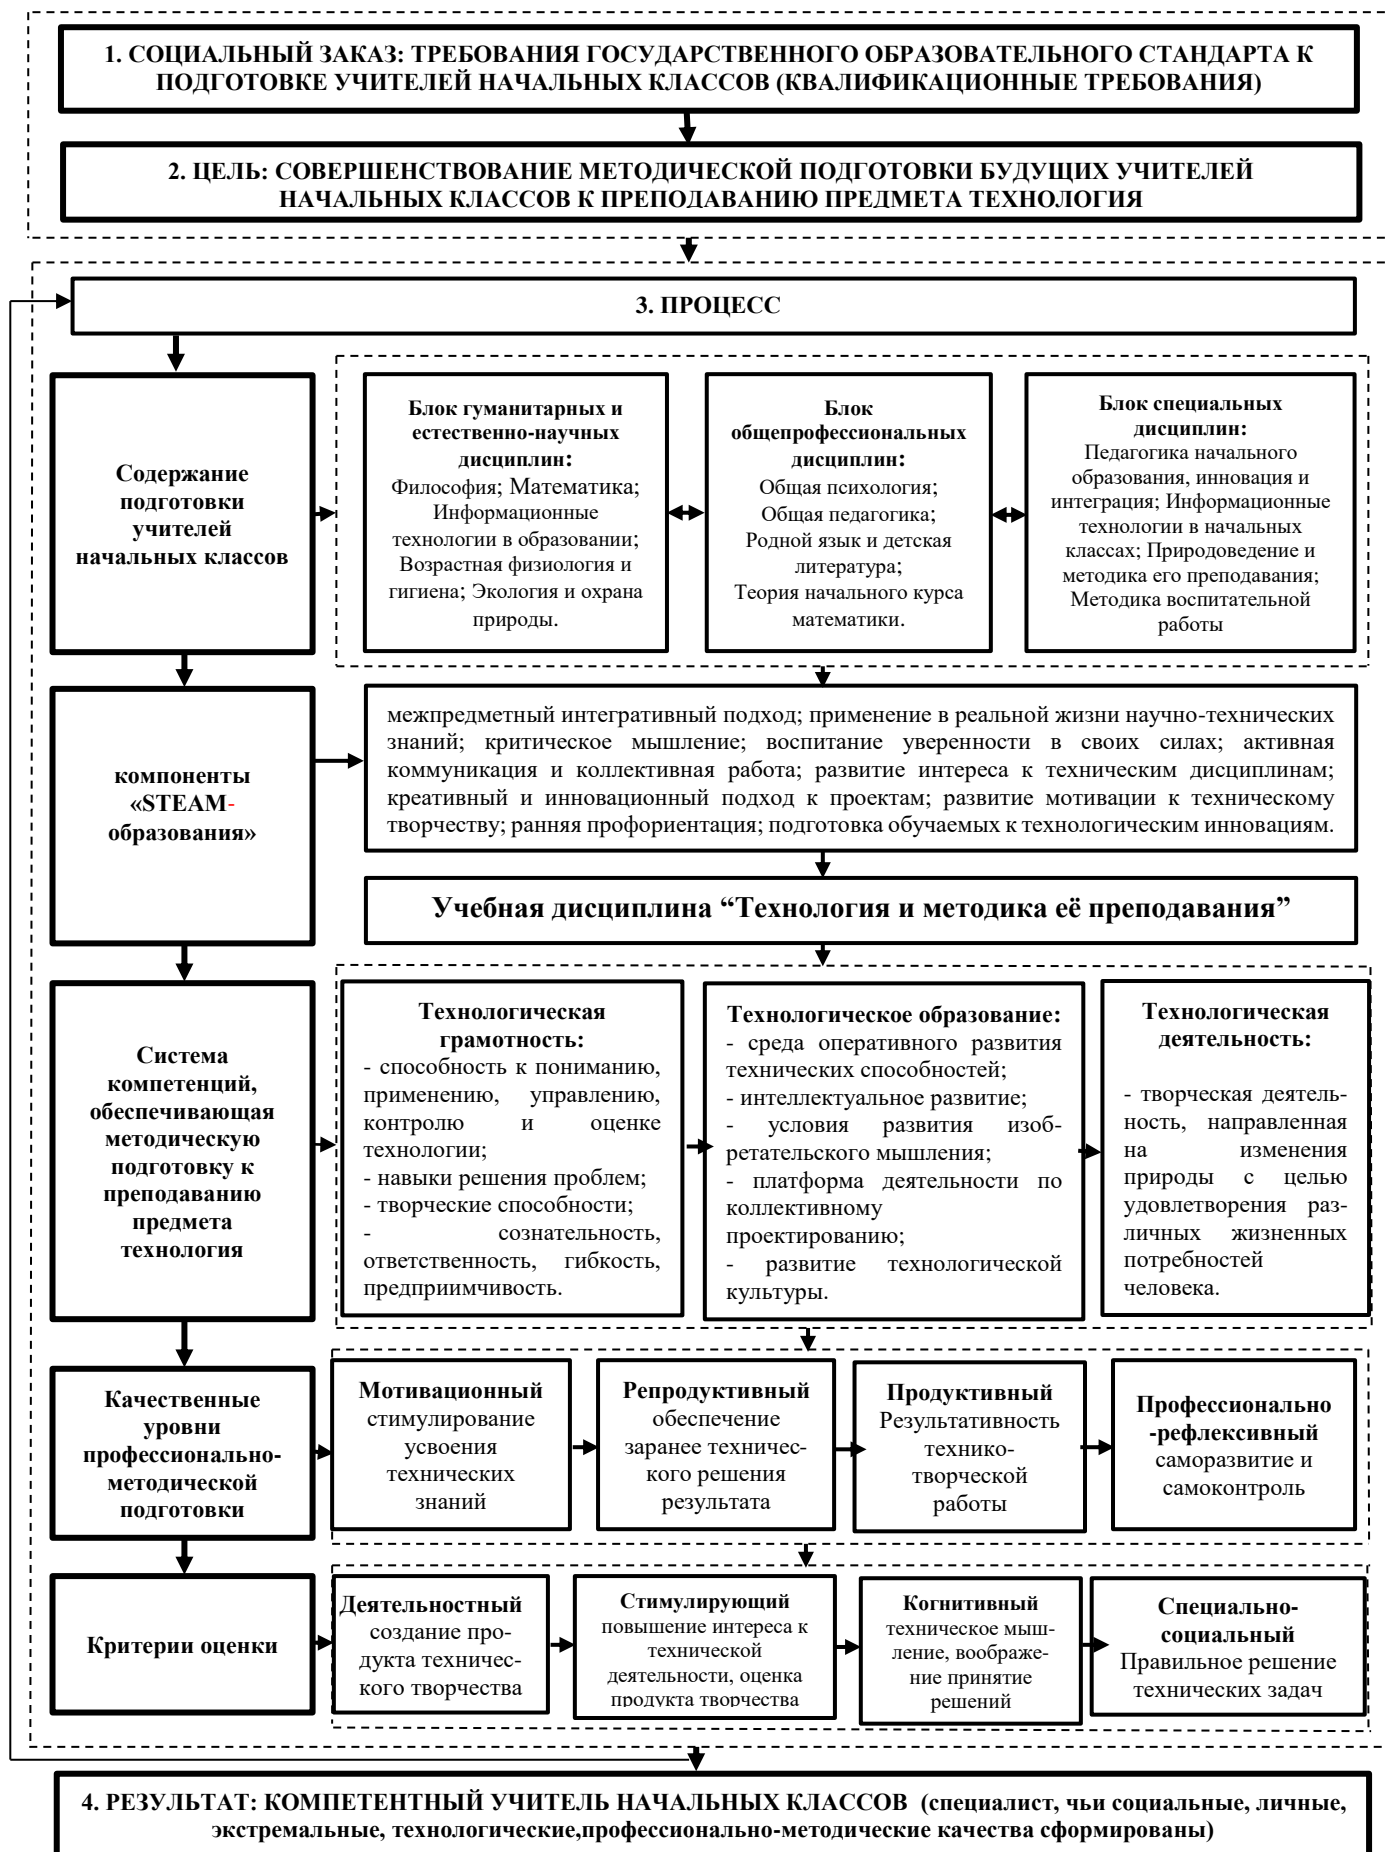 1. СОЦИАЛЬНЫЙ ЗАКАЗ: ТРЕБОВАНИЯ ГОСУДАРСТВЕННОГО ОБРАЗОВАТЕЛЬНОГО СТАНДАРТА К
ПОДГОТОВКЕ УЧИТЕЛЕЙ НАЧАЛЬНЫХ КЛАССОВ (КВАЛИФИКАЦИОННЫЕ ТРЕБОВАНИЯ)
2. ЦЕЛЬ: СОВЕРШЕНСТВОВАНИЕ МЕТОДИЧЕСКОЙ ПОДГОТОВКИ БУДУЩИХ УЧИТЕЛЕЙ
НАЧАЛЬНЫХ КЛАССОВ К ПРЕПОДАВАНИЮ ПРЕДМЕТА ТЕХНОЛОГИЯ
3. ПРОЦЕСС
Содержание
подготовки
учителей
начальных классов
Блок гуманитарных и
естественно-научных
дисциплин:
Философия; Математика;
Информационные
технологии в образовании;
Возрастная физиология и
гигиена; Экология и охрана
природы.
Блок
общепрофессиональных
дисциплин:
Общая психология;
Общая педагогика;
Родной язык и детская
литература;
Теория начального курса
математики.
Блок специальных
дисциплин:
Педагогика начального
образования, инновация и
интеграция; Информационные
технологии в начальных
классах; Природоведение и
методика его преподавания;
Методика воспитательной
работы
компоненты
«STEAM-
образования»
межпредметный интегративный подход; применение в реальной жизни научно-технических
знаний; критическое мышление; воспитание уверенности в своих силах; активная
коммуникация и коллективная работа; развитие интереса к техническим дисциплинам;
креативный и инновационный подход к проектам; развитие мотивации к техническому
творчеству; ранняя профориентация; подготовка обучаемых к технологическим инновациям.
Учебная дисциплина “Технология и методика её преподавания”
Система
компетенций,
обеспечивающая
методическую
подготовку к
преподаванию
предмета
технология
Технологическая
грамотность:
- способность к пониманию,
применению, управлению,
контролю и оценке
технологии;
- навыки решения проблем;
- творческие способности;
- сознательность,
ответственность, гибкость,
предприимчивость.
Технологическое образование:
- среда оперативного развития
технических способностей;
- интеллектуальное развитие;
- условия развития изоб-
ретательского мышления;
- платформа деятельности по
коллективному
проектированию;
- развитие технологической
культуры.
Технологическая
деятельность:
- творческая деятель-
ность, направленная
на изменения
природы с целью
удовлетворения раз-
личных жизненных
потребностей
человека.
Качественные
уровни
профессионально-
методической
подготовки
Мотивационный
стимулирование
усвоения
технических
знаний
Репродуктивный
обеспечение
заранее техничес-
кого решения
результата
Продуктивный
Результативность
технико-
творческой
работы
Профессионально
-рефлексивный
саморазвитие и
самоконтроль
Критерии оценки
Деятельностный
создание про-
дукта техничес-
кого творчества
Стимулирующий
повышение интереса к
технической
деятельности, оценка
продукта творчества
Когнитивный
техническое мыш-
ление, воображе-
ние принятие
решений
Специально-
социальный
Правильное решение
технических задач
4. РЕЗУЛЬТАТ: КОМПЕТЕНТНЫЙ УЧИТЕЛЬ НАЧАЛЬНЫХ КЛАССОВ (специалист, чьи социальные, личные,
экстремальные, технологические,профессионально-методические качества сформированы)